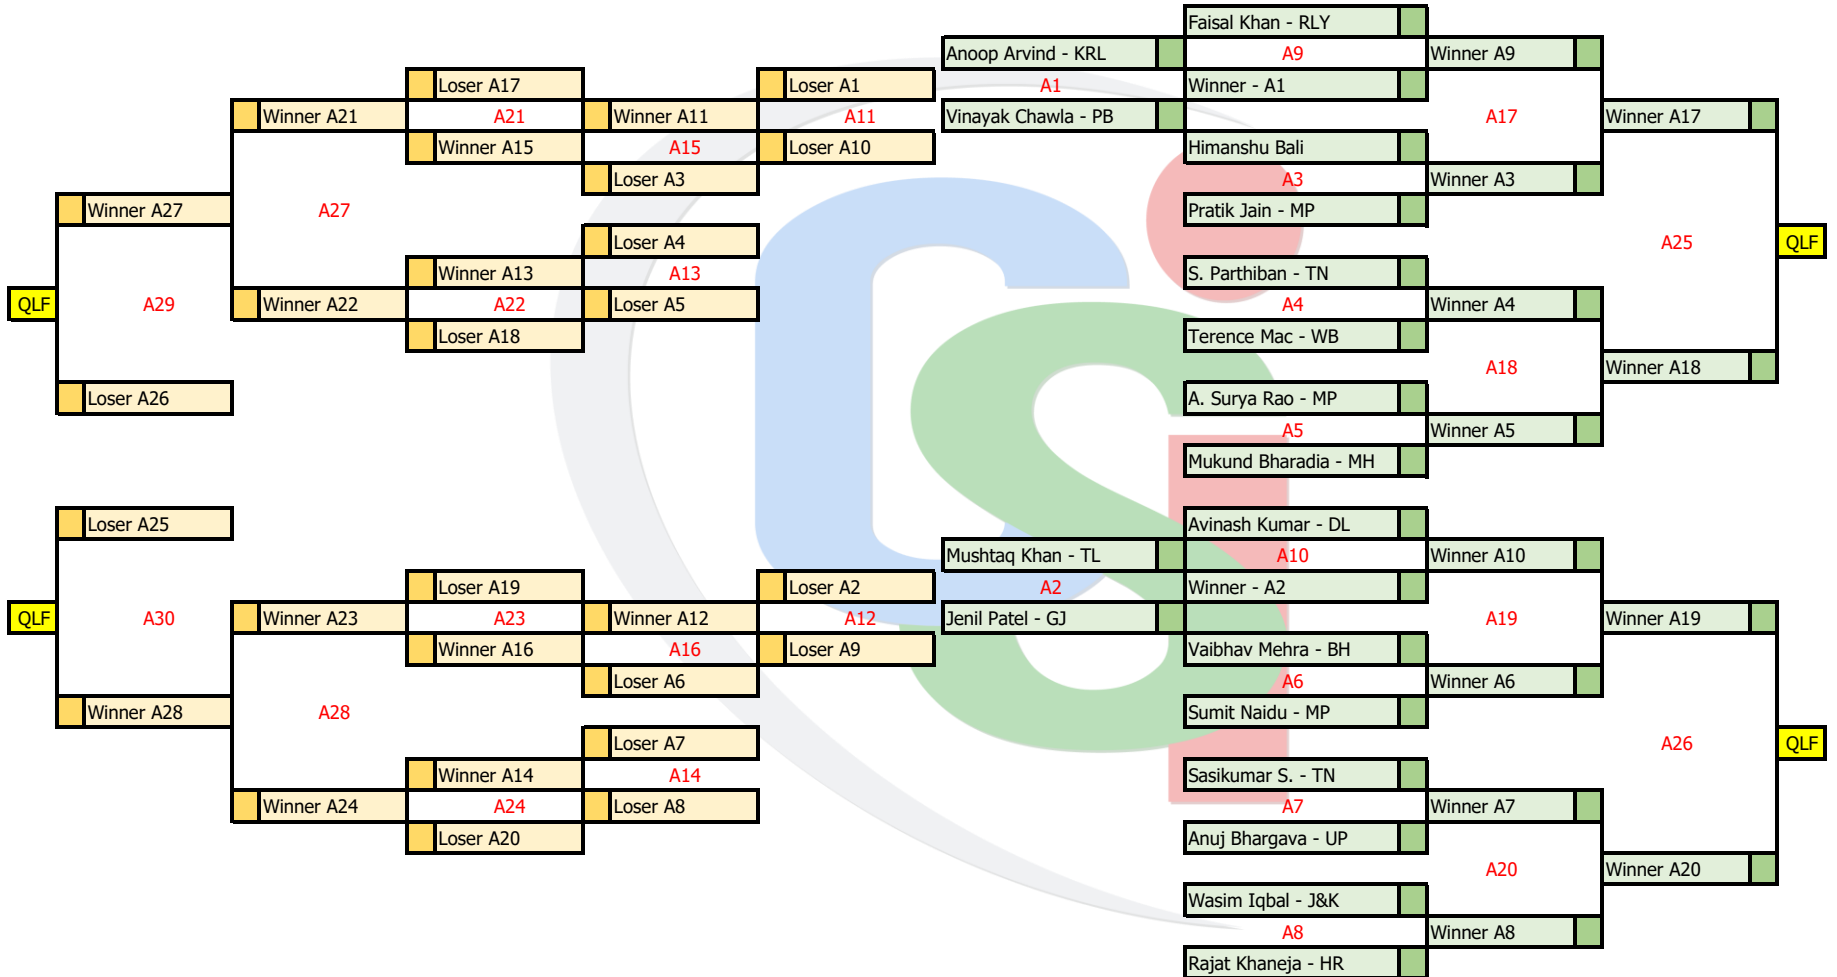 Faisal Khan - RLY
Anoop Arvind - KRL A9 Winner A9
Loser A17 Loser A1 A1 Winner - A1
Winner A21 A21 Winner A11 A11 Vinayak Chawla - PB A17 Winner A17
Winner A15 A15 Loser A10 Himanshu Bali
Loser A3 A3 Winner A3
Winner A27 A27 Pratik Jain - MP
Loser A4 A25 QLF
Winner A13 A13 S. Parthiban - TN
QLF A29 Winner A22 A22 Loser A5 A4 Winner A4
Loser A18 Terence Mac - WB
A18 Winner A18
Loser A26 A. Surya Rao - MP
A5 Winner A5
Mukund Bharadia - MH
Loser A25 Avinash Kumar - DL
Mushtaq Khan - TL A10 Winner A10
Loser A19 Loser A2 A2 Winner - A2
QLF A30 Winner A23 A23 Winner A12 A12 Jenil Patel - GJ A19 Winner A19
Winner A16 A16 Loser A9 Vaibhav Mehra - BH
Loser A6 A6 Winner A6
Winner A28 A28 Sumit Naidu - MP
Loser A7 A26 QLF
Winner A14 A14 Sasikumar S. - TN
Winner A24 A24 Loser A8 A7 Winner A7
Loser A20 Anuj Bhargava - UP
A20 Winner A20
Wasim Iqbal - J&K
A8 Winner A8
Rajat Khaneja - HR